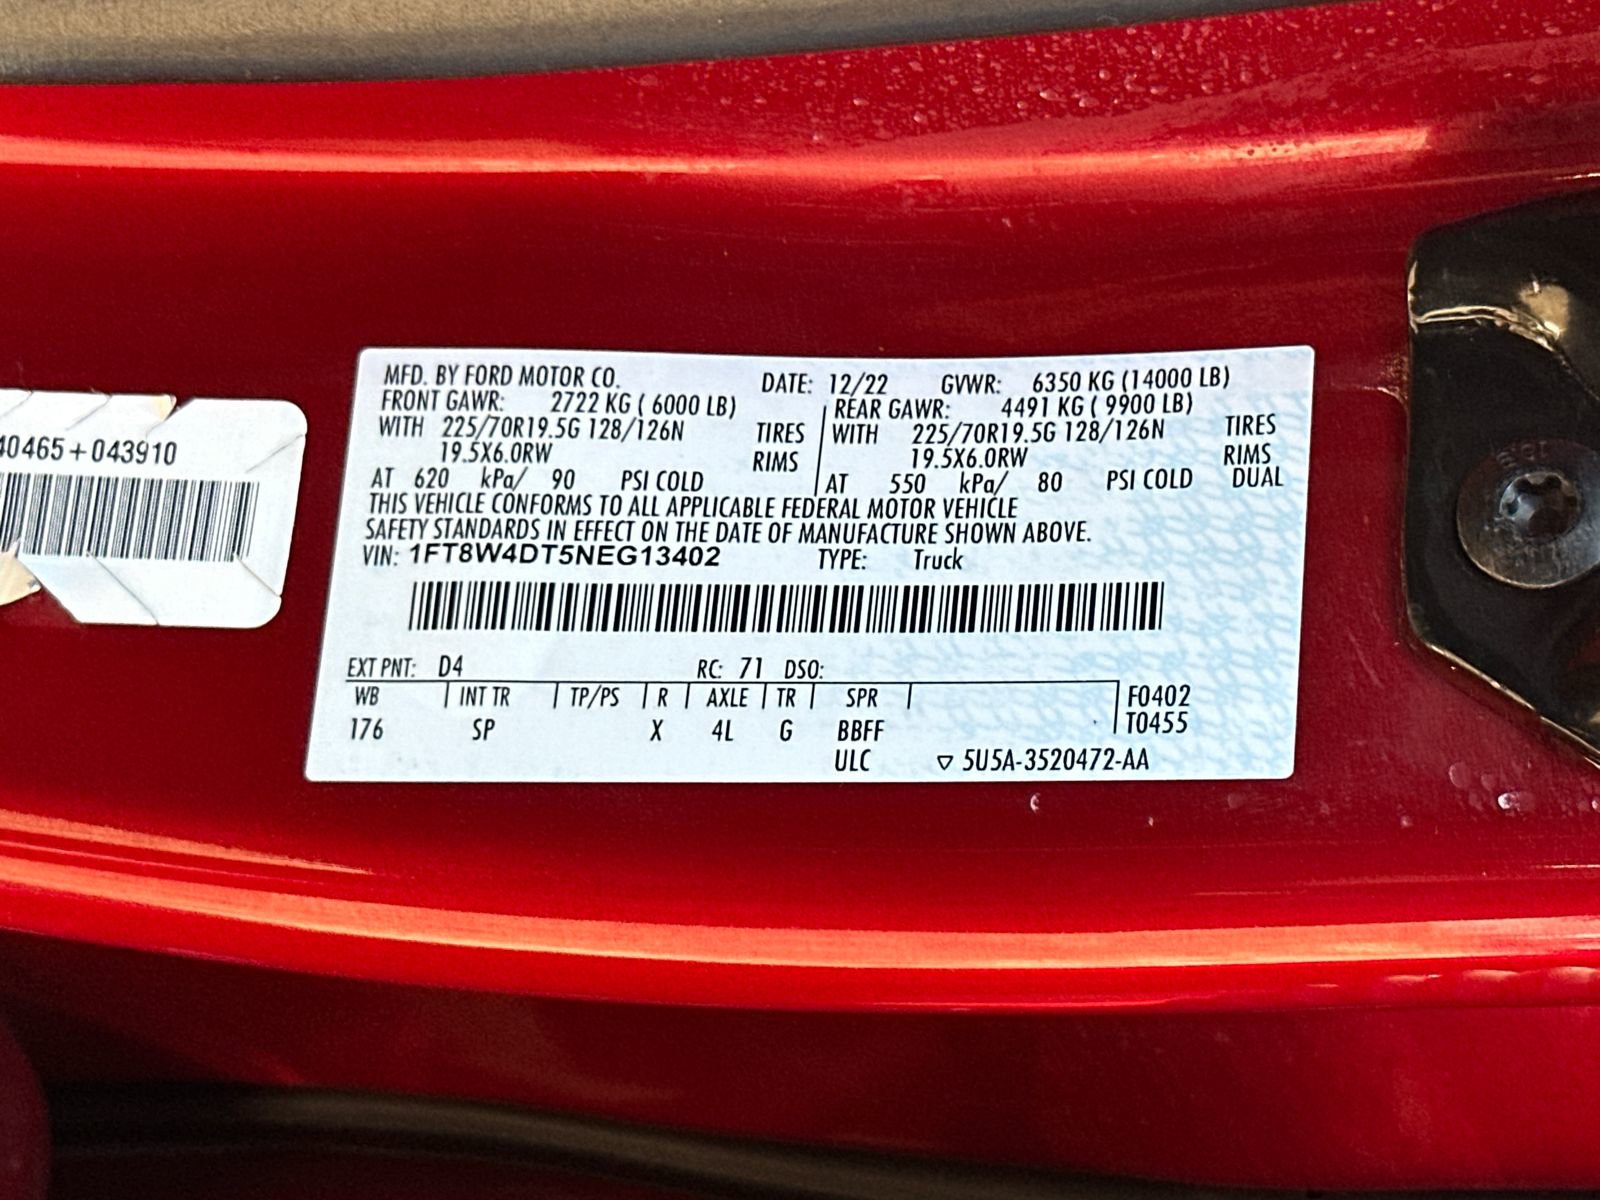 40465+043910
MFD. BY FORD MOTOR CO. DATE: 12/22 GVWR: 6350 KG (14000 LB)
FRONT GAWR: 2722 KG ( 6000 LB) REAR GAWR: 4491 KG ( 9900 LB)
WITH 225/70R19.5G 128/126N TIRES WITH 225/70R19.5G 128/126N TIRES
19.5X6.0RW RIMS 19.5X6.0RW RIMS
AT 620 kPa/ 90 PSI COLD AT 550 kPa/ 80 PSI COLD DUAL
THIS VEHICLE CONFORMS TO ALL APPLICABLE FEDERAL MOTOR VEHICLE
SAFETY STANDARDS IN EFFECT ON THE DATE OF MANUFACTURE SHOWN ABOVE.
VIN: 1FT8W4DT5NEG13402 TYPE: Truck
EXT PNT: D4 RC: 71 DSO:
WB INT TR TP/PS R AXLE TR SPR F0402
176 SP X 4L G BBFF T0455
ULC ▽ 5U5A-3520472-AA